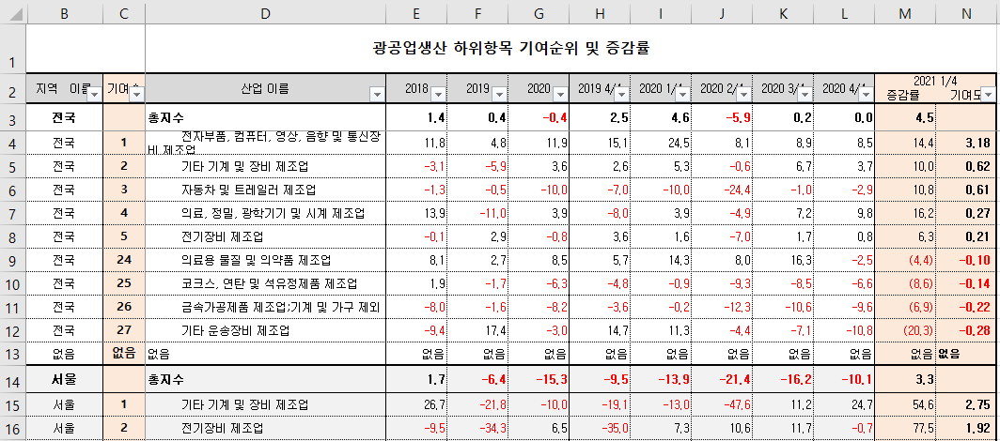 B C D E F G H I J K L M N
1 광공업생산 하위항목 기여순위 및 증감률
2 지역 이름 산업 이름 2018 2019 2020 2019 4/4 2020 1/4 2020 2/4 2020 3/4 2020 4/4 2021 1/4
증감률 기여도
3 전국 총지수 1.4 0.4 -0.4 2.5 4.6 -5.9 0.2 0.0 4.5
4 전국 1 전자부품, 컴퓨터, 영상, 음향 및 통신장비 제조업 11.8 4.8 11.9 15.1 24.5 8.1 8.9 8.5 14.4 3.18
5 전국 2 기타 기계 및 장비 제조업 -3.1 -5.9 3.6 2.6 5.3 -0.6 6.7 3.7 10.0 0.62
6 전국 3 자동차 및 트레일러 제조업 -1.3 -0.5 -10.0 -7.0 -10.0 -24.4 -1.0 -2.9 10.8 0.61
7 전국 4 의료, 정밀, 광학기기 및 시계 제조업 13.9 -11.0 3.9 -8.0 3.9 -4.9 7.2 9.8 16.2 0.27
8 전국 5 전기장비 제조업 -0.1 2.9 -0.8 3.6 1.6 -7.0 1.7 0.8 6.3 0.21
9 전국 24 의료용 물질 및 의약품 제조업 8.1 2.7 8.5 5.7 14.3 8.0 16.3 -2.5 (4.4) -0.10
10 전국 25 코크스, 연탄 및 석유정제품 제조업 1.9 -1.7 -6.3 -4.8 -0.9 -9.3 -8.5 -6.6 (8.6) -0.14
11 전국 26 금속가공제품 제조업;기계 및 가구 제외 -8.0 -1.6 -8.2 -3.6 -0.2 -12.3 -10.6 -9.6 (6.9) -0.22
12 전국 27 기타 운송장비 제조업 -9.4 17.4 -3.0 14.7 11.3 -4.4 -7.1 -10.8 (20.3) -0.28
13 없음 없음 없음 없음 없음 없음 없음 없음 없음 없음 없음 없음 없음
14 서울 총지수 1.7 -6.4 -15.3 -9.5 -13.9 -21.4 -16.2 -10.1 3.3
15 서울 1 기타 기계 및 장비 제조업 26.7 -21.8 -10.0 -19.1 -13.0 -47.6 11.2 24.7 54.6 2.75
16 서울 2 전기장비 제조업 -9.5 -34.3 6.5 -35.0 7.3 10.6 11.7 -0.7 77.5 1.92